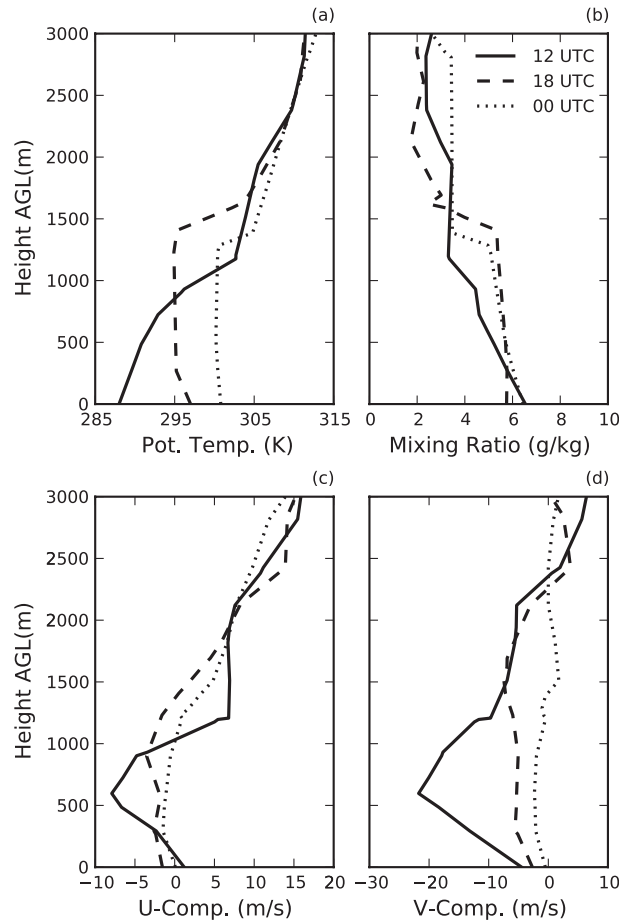 (a)
3000
2500
2000
1500
1000
500
0
Height AGL(m)
285 295 305 315
Pot. Temp. (K)
(b)
12 UTC
18 UTC
00 UTC
0 2 4 6 8 10
Mixing Ratio (g/kg)
(c)
3000
2500
2000
1500
1000
500
0
Height AGL(m)
−10 −5 0 5 10 15 20
U-Comp. (m/s)
(d)
−30 −20 −10 0 10
V-Comp. (m/s)